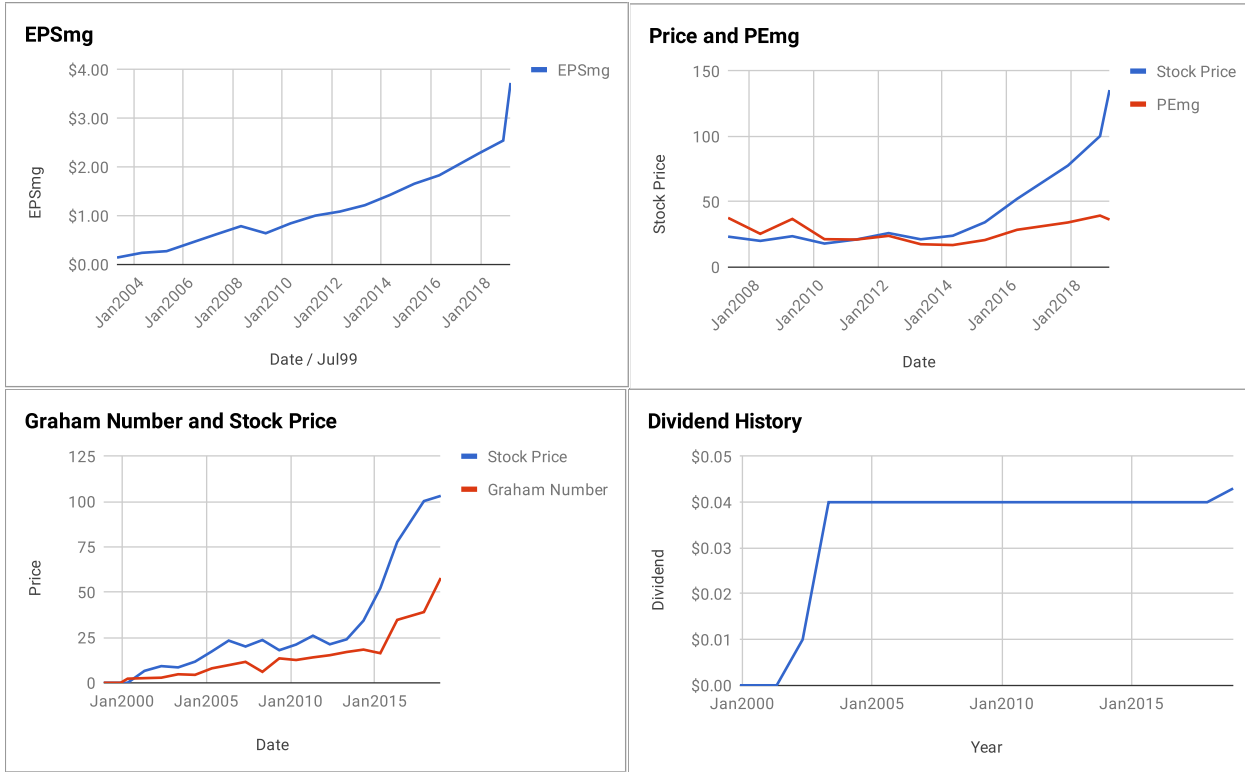 EPSmg
EPSmg
$4.00
$3.00
$2.00
$1.00
$0.00
EPSmg
Jan2004
Jan2006
Jan2008
Jan2010
Jan2012
Jan2014
Jan2016
Jan2018
Date / Jul99
Price and PEmg
Stock Price
PEmg
150
100
50
0
Stock Price
Jan2008
Jan2010
Jan2012
Jan2014
Jan2016
Jan2018
Date
Graham Number and Stock Price
Stock Price
Graham Number
125
100
75
50
25
0
Price
Jan2000
Jan2005
Jan2010
Jan2015
Date
Dividend History
$0.05
$0.04
$0.03
$0.02
$0.01
$0.00
Dividend
Jan2000
Jan2005
Jan2010
Jan2015
Year